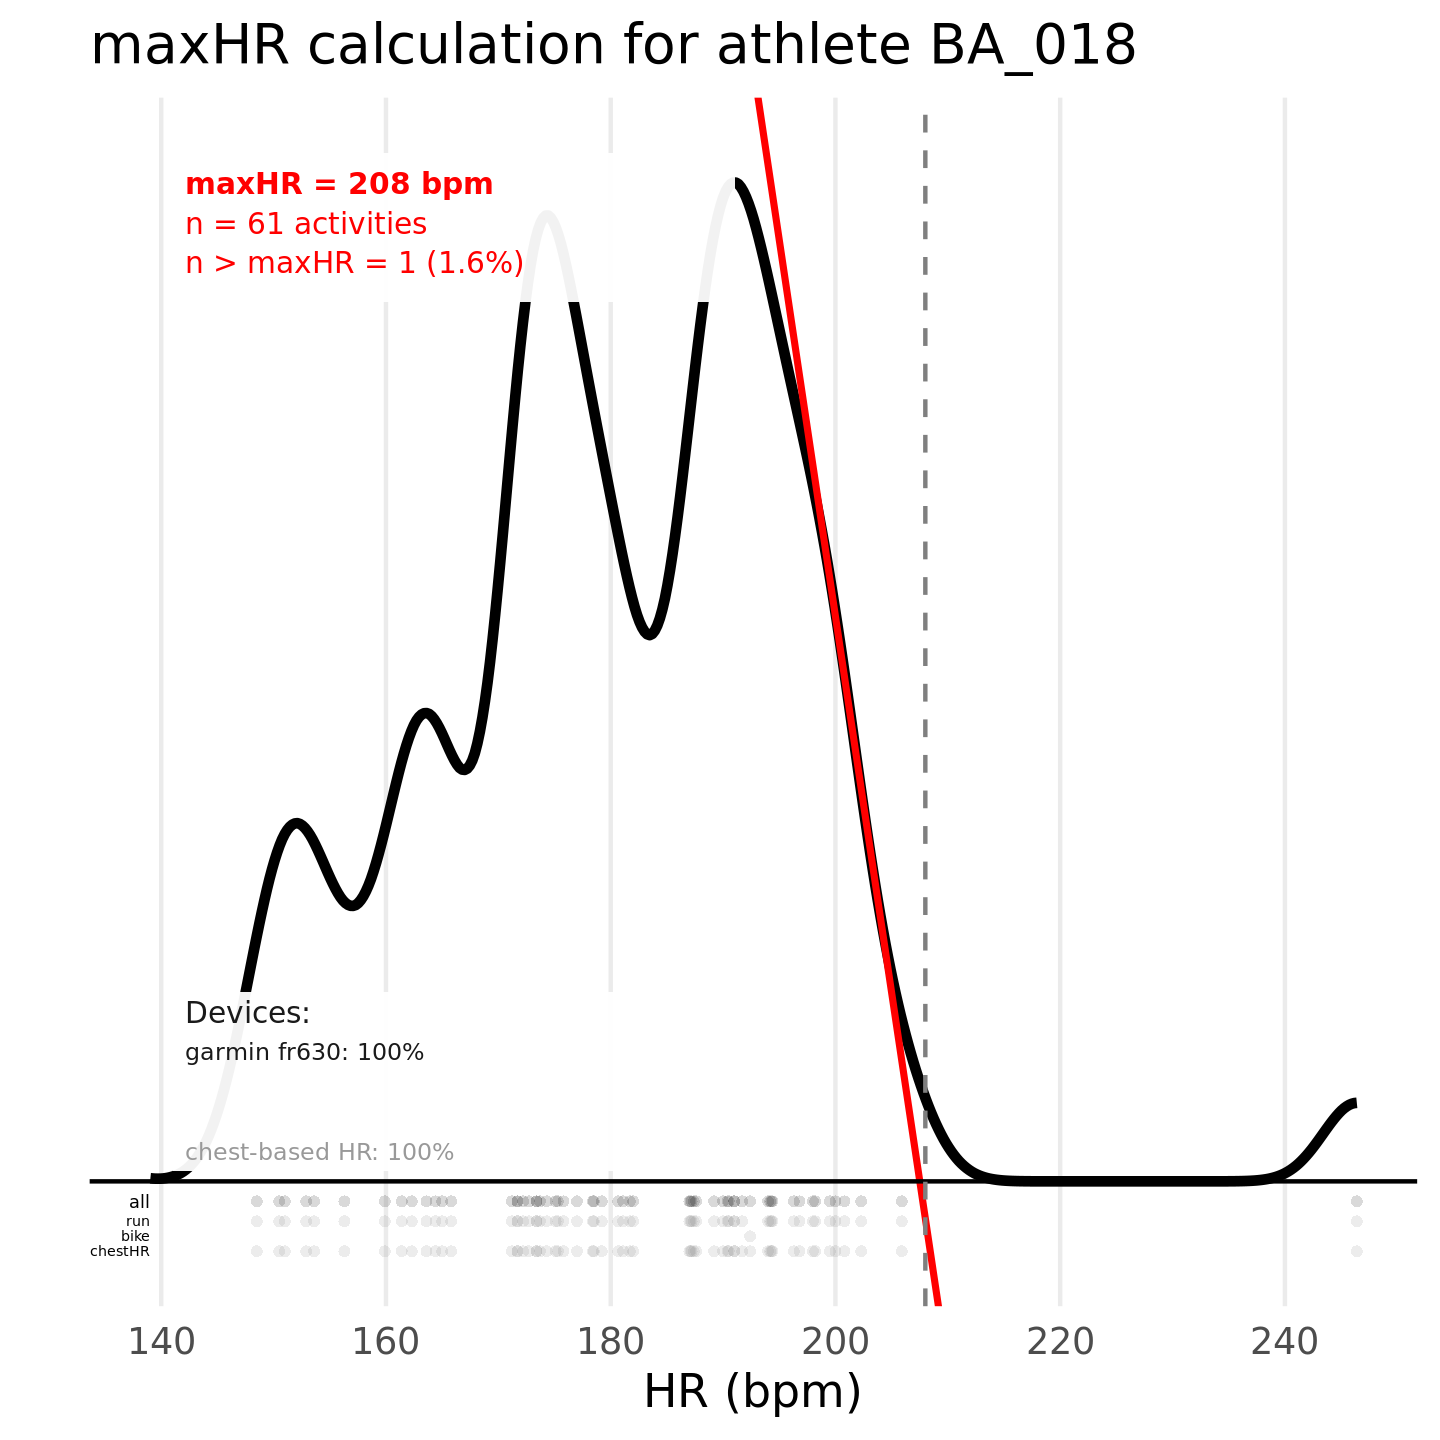 maxHR calculation for athlete BA_018
maxHR = 208 bpm
n = 61 activities
n > maxHR = 1 (1.6%)
Devices:
garmin fr630: 100%
chest-based HR: 100%
all
run
bike
chestHR
140 160 180 200 220 240
HR (bpm)